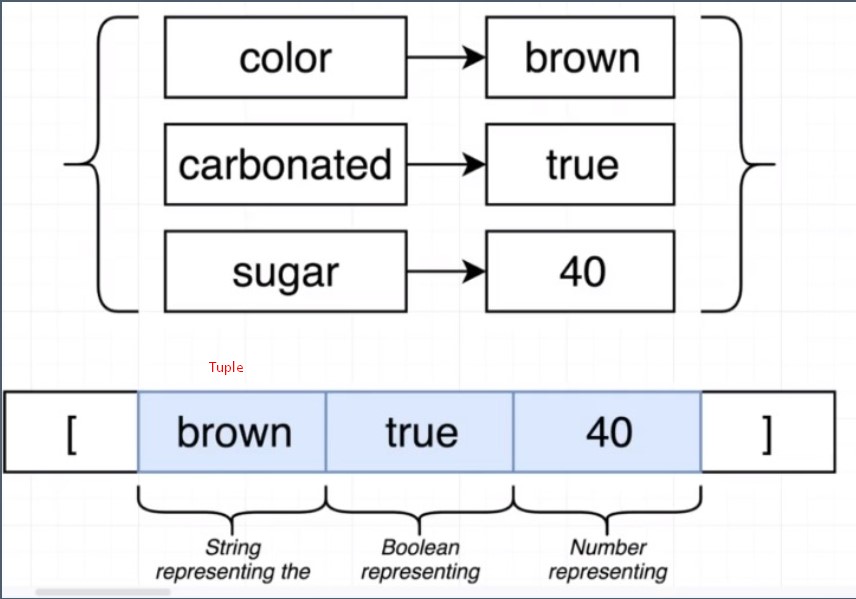 color brown
carbonated true
sugar 40
Tuple
[ brown true 40 ]
String Boolean Number
representing the representing representing